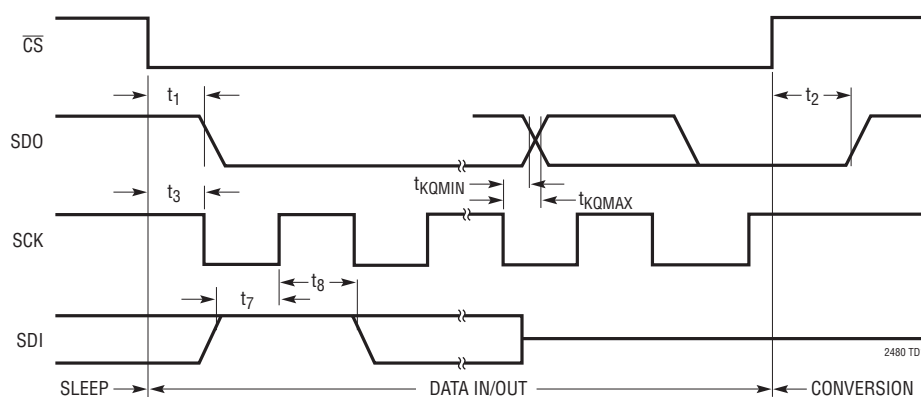 CS
t1
t2
SDO
tKQMIN
tKQMAX
t3
SCK
t7
t8
SDI
2480 TD
SLEEP
DATA IN/OUT
CONVERSION